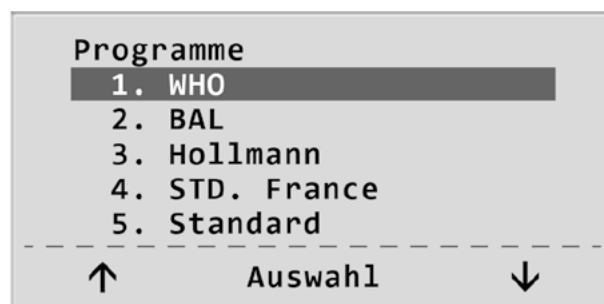 Programme
1. WHO
2. BAL
3. Hollmann
4. STD. France
5. Standard
↑ Auswahl ↓